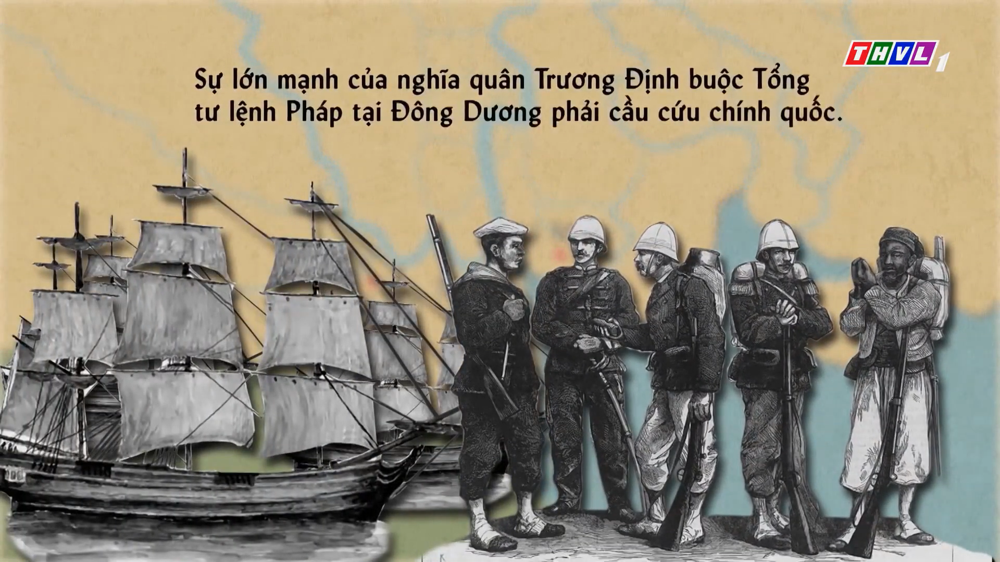 THVL1
Sự lớn mạnh của nghĩa quân Trương Định buộc Tổng
tư lệnh Pháp tại Đông Dương phải cầu cứu chính quốc.